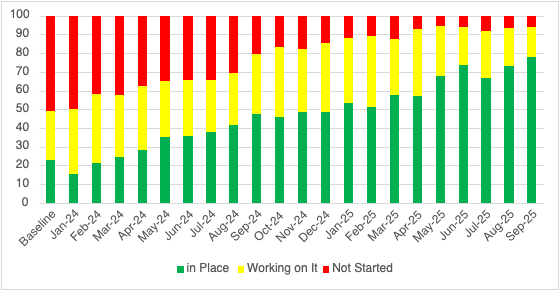 100
90
80
70
60
50
40
30
20
10
0
Baseline
Jan-24
Feb-24
Mar-24
Apr-24
May-24
Jun-24
Jul-24
Aug-24
Sep-24
Oct-24
Nov-24
Dec-24
Jan-25
Feb-25
Mar-25
Apr-25
May-25
Jun-25
Jul-25
Aug-25
Sep-25
in Place Working on It Not Started